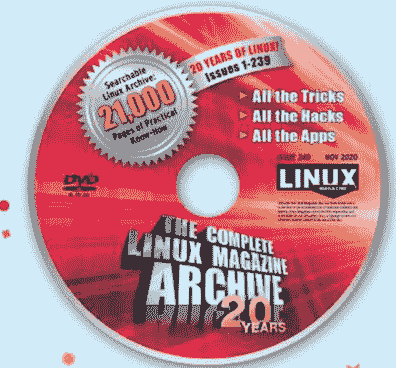 20 YEARS OF LINUX!
Issues 1-239
Searchable
Linux Archive:
21,000
Pages of Practical
Know-How
All the Tricks
All the Hacks
All the Apps
ISSUE 240 NOV 2020
DVD
LINUX
MAGAZINE
THE COMPLETE
LINUX MAGAZINE
ARCHIVE
20
YEARS